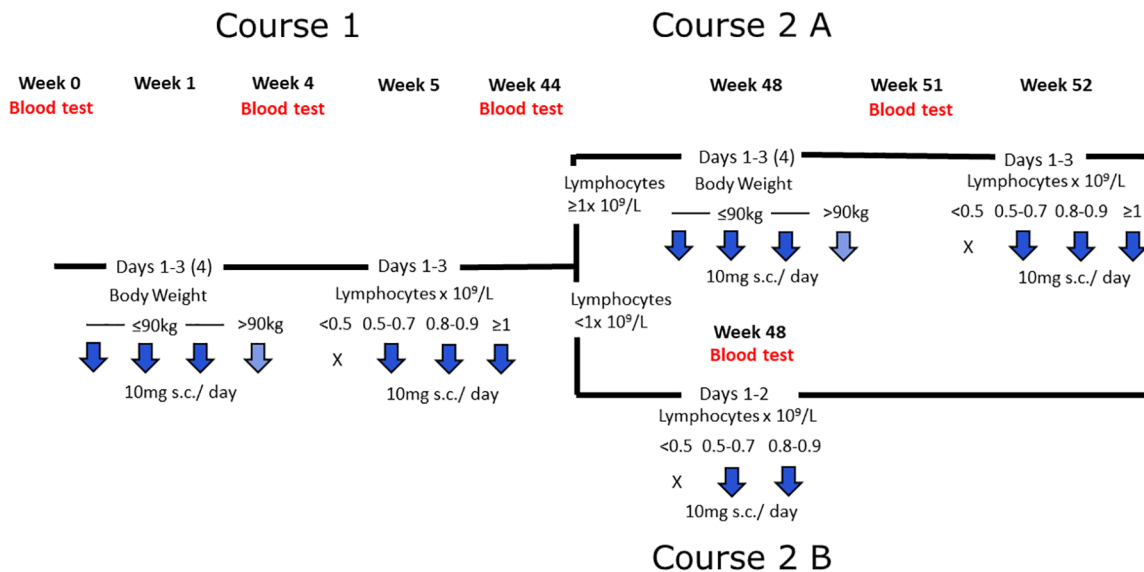 Course 1
Course 2 A
Week 0
Blood test
Week 1
Week 4
Blood test
Week 5
Week 44
Blood test
Week 48
Week 51
Blood test
Week 52
Days 1-3 (4)
Body Weight
≤90kg >90kg
10mg s.c./ day
Days 1-3
Lymphocytes x 10⁹/L
<0.5 0.5-0.7 0.8-0.9 ≥1
X
Lymphocytes
≥1x 10⁹/L
Days 1-3 (4)
Body Weight
≤90kg >90kg
10mg s.c./ day
Days 1-3
Lymphocytes x 10⁹/L
<0.5 0.5-0.7 0.8-0.9 ≥1
X
10mg s.c./ day
10mg s.c./ day
Lymphocytes
<1x 10⁹/L
Week 48
Blood test
Days 1-2
Lymphocytes x 10⁹/L
<0.5 0.5-0.7 0.8-0.9
X
10mg s.c./ day
Course 2 B